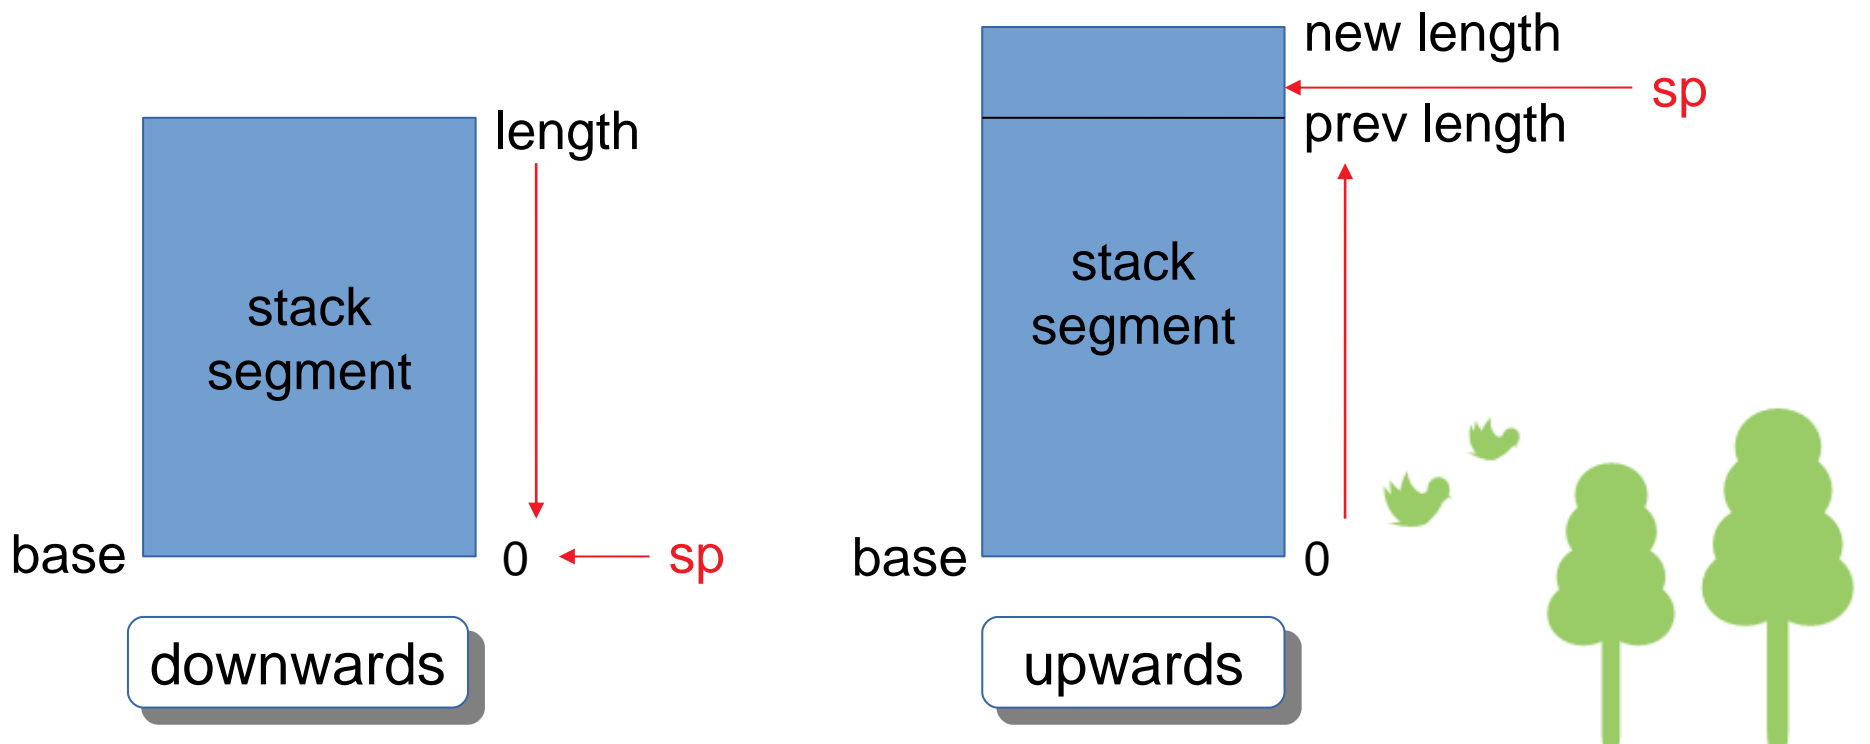 length
stack
segment
base
0
sp
downwards
new length
sp
prev length
stack
segment
base
0
upwards